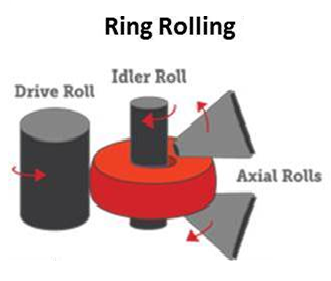 Ring Rolling
Idler Roll
Drive Roll
Axial Rolls